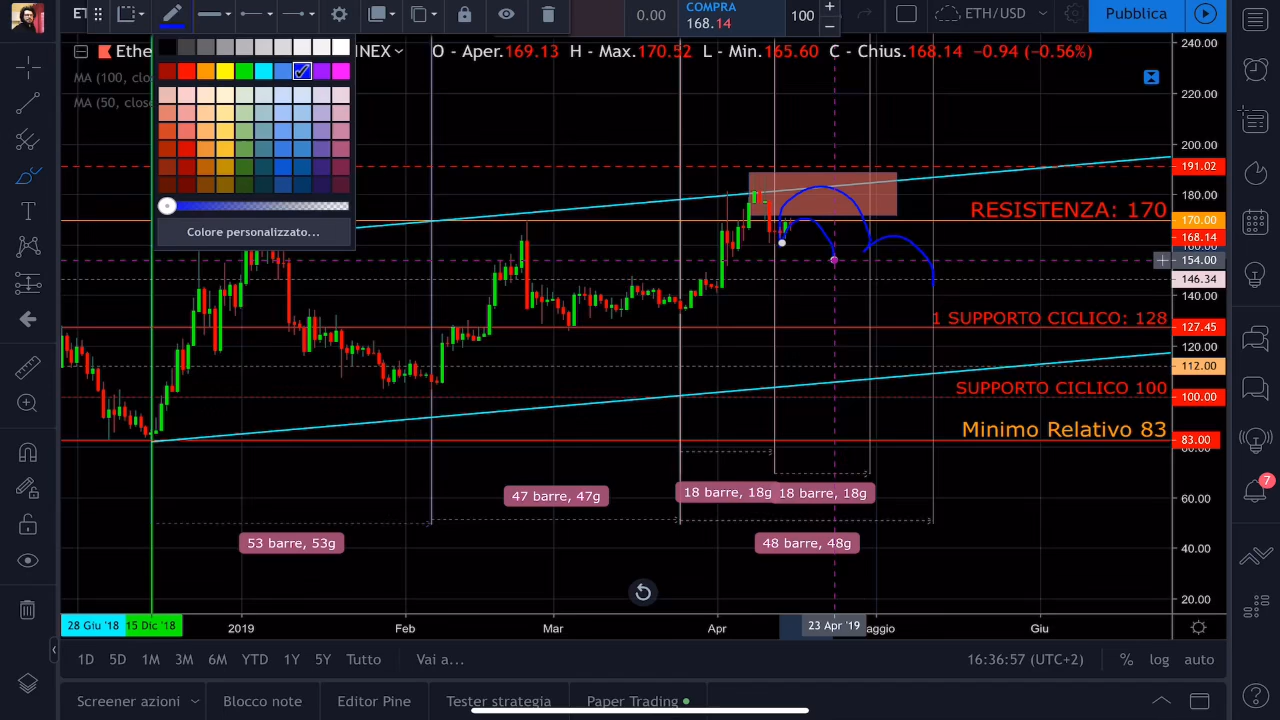 ET
0.00
COMPRA
168.14
100
ETH/USD
Pubblica
Ethe
INEX
O - Aper.169.13 H - Max.170.52 L - Min.165.60 C - Chius.168.14 -0.94 (-0.56%)
MA (100, clos
MA (50, close
Colore personalizzato...
240.00
220.00
200.00
191.02
180.00
RESISTENZA: 170
170.00
168.14
160.00
154.00
146.34
140.00
1 SUPPORTO CICLICO: 128
127.45
120.00
112.00
SUPPORTO CICLICO 100
100.00
Minimo Relativo 83
83.00
80.00
60.00
40.00
20.00
47 barre, 47g
18 barre, 18g
18 barre, 18g
53 barre, 53g
48 barre, 48g
7
28 Giu '18
15 Dic '18
2019
Feb
Mar
Apr
23 Apr '19
aggio
Giu
1D 5D 1M 3M 6M YTD 1Y 5Y Tutto Vai a...
16:36:57 (UTC+2)
% log auto
Screener azioni
Blocco note
Editor Pine
Tester strategia
Paper Trading